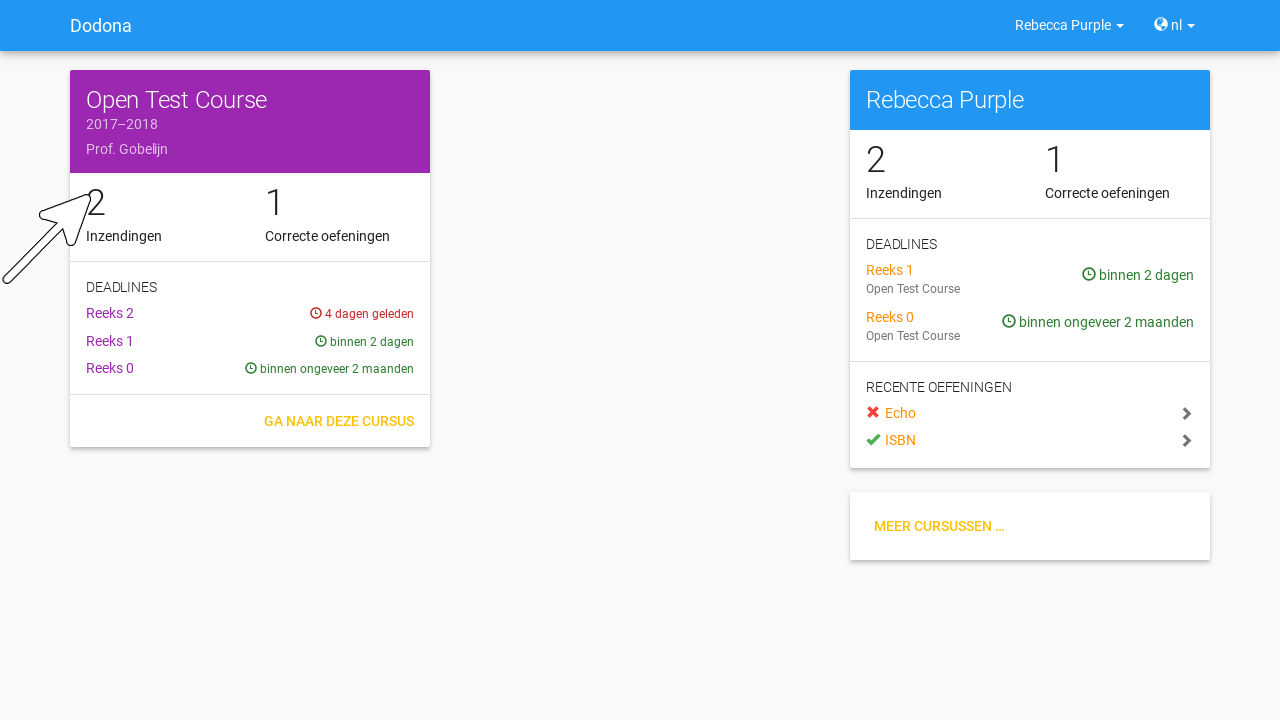 Dodona
Rebecca Purple
nl
Open Test Course
2017–2018
Prof. Gobelijn
2
Inzendingen
1
Correcte oefeningen
DEADLINES
Reeks 2
4 dagen geleden
Reeks 1
binnen 2 dagen
Reeks 0
binnen ongeveer 2 maanden
GA NAAR DEZE CURSUS
Rebecca Purple
2
Inzendingen
1
Correcte oefeningen
DEADLINES
Reeks 1
Open Test Course
binnen 2 dagen
Reeks 0
Open Test Course
binnen ongeveer 2 maanden
RECENTE OEFENINGEN
Echo
ISBN
MEER CURSUSSEN ...